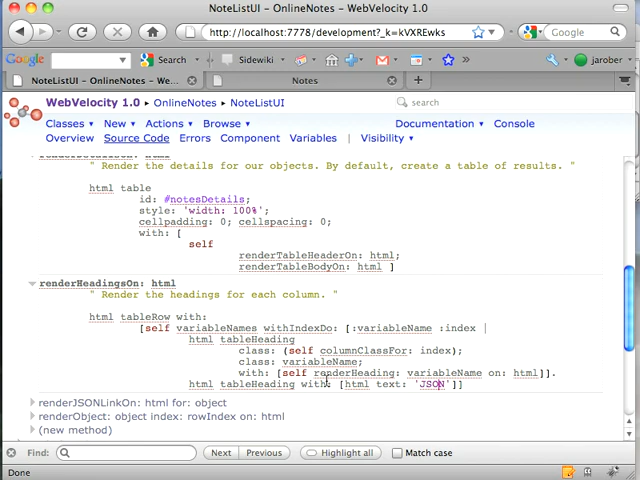 NoteListUI - OnlineNotes - WebVelocity 1.0
http://localhost:7778/development?_k=kVXREwks
Google
Google
Search
Sidewiki
jarober
NoteListUI - OnlineNotes - WebV...
Notes
WebVelocity 1.0 ▸ OnlineNotes ▸ NoteListUI
search
Classes ▾ New ▾ Actions ▾ Browse ▾ Documentation ▾ Console
Overview Source Code Errors Component Variables Visibility ▾
" Render the details for our objects. By default, create a table of results. "
html table
id: #notesDetails;
style: 'width: 100%';
cellpadding: 0; cellspacing: 0;
with: [
self
renderTableHeaderOn: html;
renderTableBodyOn: html ]
renderHeadingsOn: html
" Render the headings for each column. "
html tableRow with:
[self variableNames withIndexDo: [:variableName :index |
html tableHeading
class: (self columnClassFor: index);
class: variableName;
with: [self renderHeading: variableName on: html]].
html tableHeading with: [html text: 'JSON']]
renderJSONLinkOn: html for: object
renderObject: object index: rowIndex on: html
(new method)
Find:
Next Previous Highlight all Match case
Done